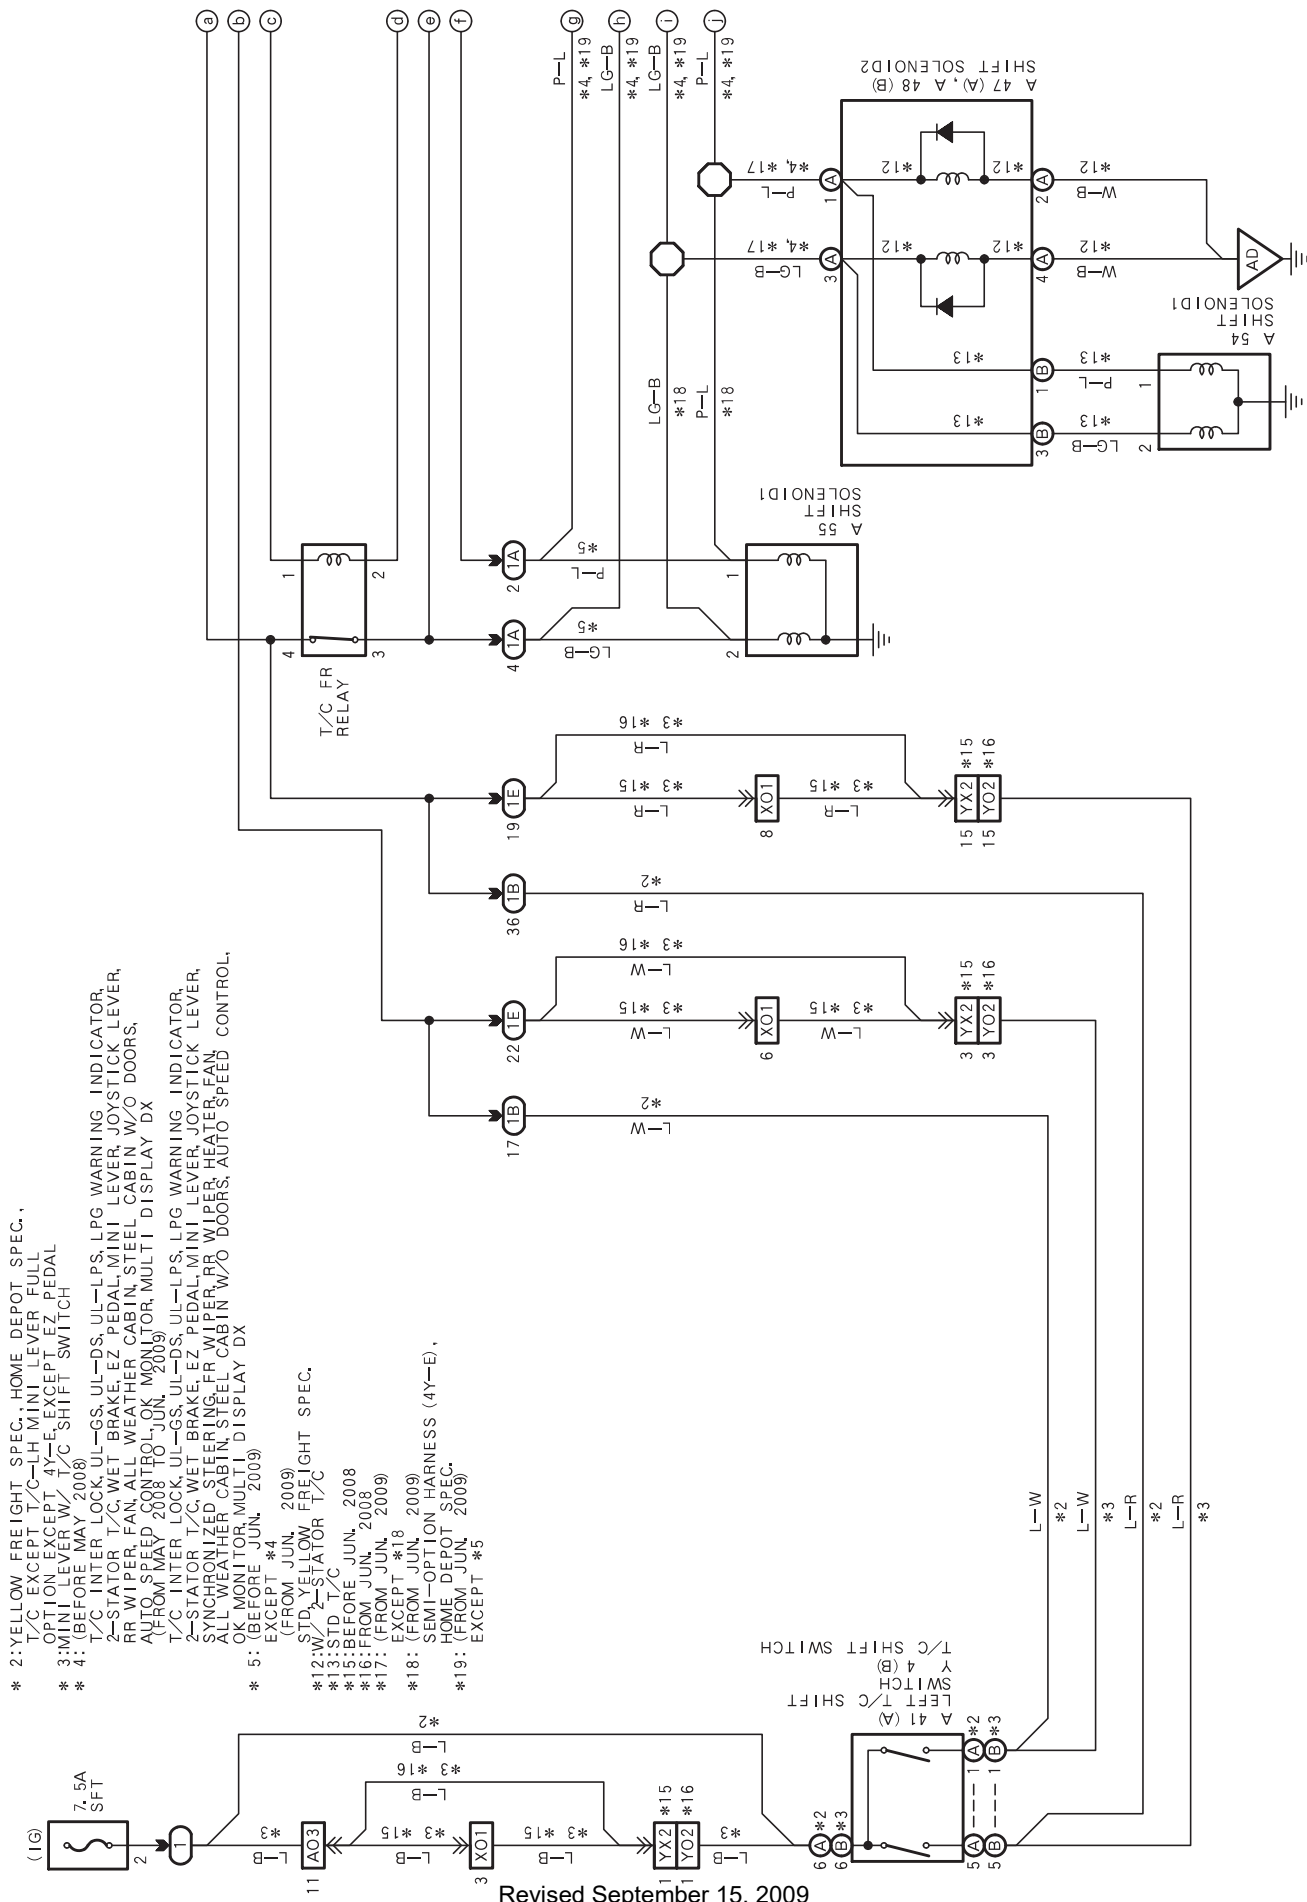 * 2:YELLOW FREIGHT SPEC., HOME DEPOT SPEC.,
T/C EXCEPT T/C-LH MINI LEVER FULL
OPTION EXCEPT 4Y-E, EXCEPT EZ PEDAL
* 3:MINI LEVER W/ T/C SHIFT SWITCH
* 4: (BEFORE MAY 2008)
T/C INTER LOCK, UL-GS, UL-DS, UL-LPS, LPG WARNING INDICATOR,
2-STATOR T/C, WET BRAKE, EZ PEDAL, MINI LEVER, JOYSTICK LEVER,
RR WIPER, FAN, ALL WEATHER CABIN, STEEL CABIN W/O DOORS,
AUTO SPEED CONTROL, OK MONITOR, MULTI DISPLAY DX
(FROM MAY 2008 TO JUN. 2009)
T/C INTER LOCK, UL-GS, UL-DS, UL-LPS, LPG WARNING INDICATOR,
2-STATOR T/C, WET BRAKE, EZ PEDAL, MINI LEVER, JOYSTICK LEVER,
SYNCHRONIZED STEERING, FR WIPER, RR WIPER, HEATER, FAN,
ALL WEATHER CABIN, STEEL CABIN W/O DOORS, AUTO SPEED CONTROL,
OK MONITOR, MULTI DISPLAY DX
* 5: (BEFORE JUN. 2009)
EXCEPT *4
(FROM JUN. 2009)
STD, YELLOW FREIGHT SPEC.
*12:W/ 2-STATOR T/C
*13:STD T/C
*15:BEFORE JUN. 2008
*16:FROM JUN. 2008
*17: (FROM JUN. 2009)
EXCEPT *18
*18: (FROM JUN. 2009)
SEMI-OPTION HARNESS (4Y-E),
HOME DEPOT SPEC.
*19: (FROM JUN. 2009)
EXCEPT *5
(IG)
7.5A
SFT
2
1
L-B
*3
L-B
*2
11
A03
L-B
*3 *15
L-B
*3 *16
3
X01
L-B
*3 *15
1 YX2 *15
1 Y02 *16
L-B
*3
6 A *2
6 B *3
A 41 (A)
LEFT T/C SHIFT
SWITCH
Y 4 (B)
T/C SHIFT SWITCH
5 A 1 A *2
5 B 1 B *3
L-W
*2
L-W
*3
L-R
*2
L-R
*3
17 1B
L-W
*2
22 1E
L-W
*3 *15
L-W
*3 *16
6 X01
L-W
*3 *15
3 YX2 *15
3 Y02 *16
36 1B
L-R
*2
19 1E
L-R
*3 *15
L-R
*3 *16
8 X01
L-R
*3 *15
15 YX2 *15
15 Y02 *16
T/C FR
RELAY
4
3
1
2
a
b
c
d
e
f
g
h
i
j
P-L
*4, *19
LG-B
*4, *19
LG-B
*4, *19
P-L
*4, *19
4 1A
LG-B
*5
2 1A
P-L
*5
2
1
A 55
SHIFT
SOLENOID1
LG-B
*18
P-L
*18
LG-B
*4, *17
P-L
*4, *17
3 A
1 A
*12
*12
*12
*12
*13
*13
A 47 (A), A 48 (B)
SHIFT SOLENOID2
3 B
1 B
4 A
2 A
LG-B
*13
P-L
*13
W-B
*12
W-B
*12
2
1
A 54
SHIFT
SOLENOID1
AD
Revised September 15, 2009